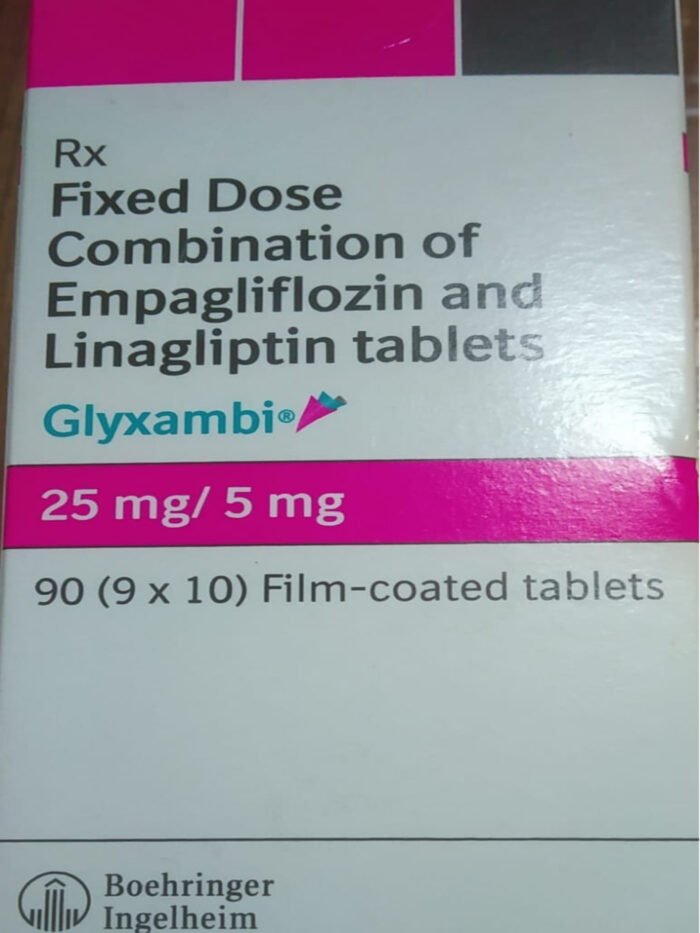 Rx
Fixed Dose
Combination of
Empagliflozin and
Linagliptin tablets
Glyxambi®
25 mg/ 5 mg
90 (9 x 10) Film-coated tablets
Boehringer
Ingelheim